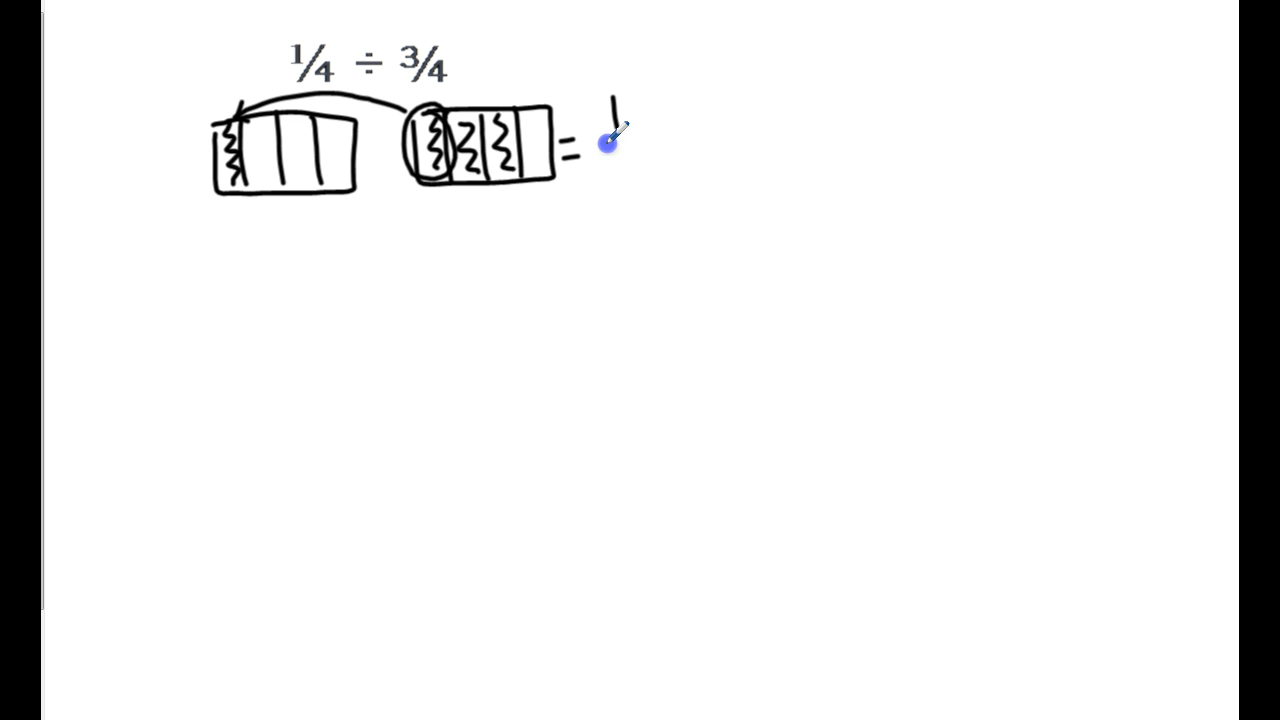 ¼ ÷ ¾
= 1